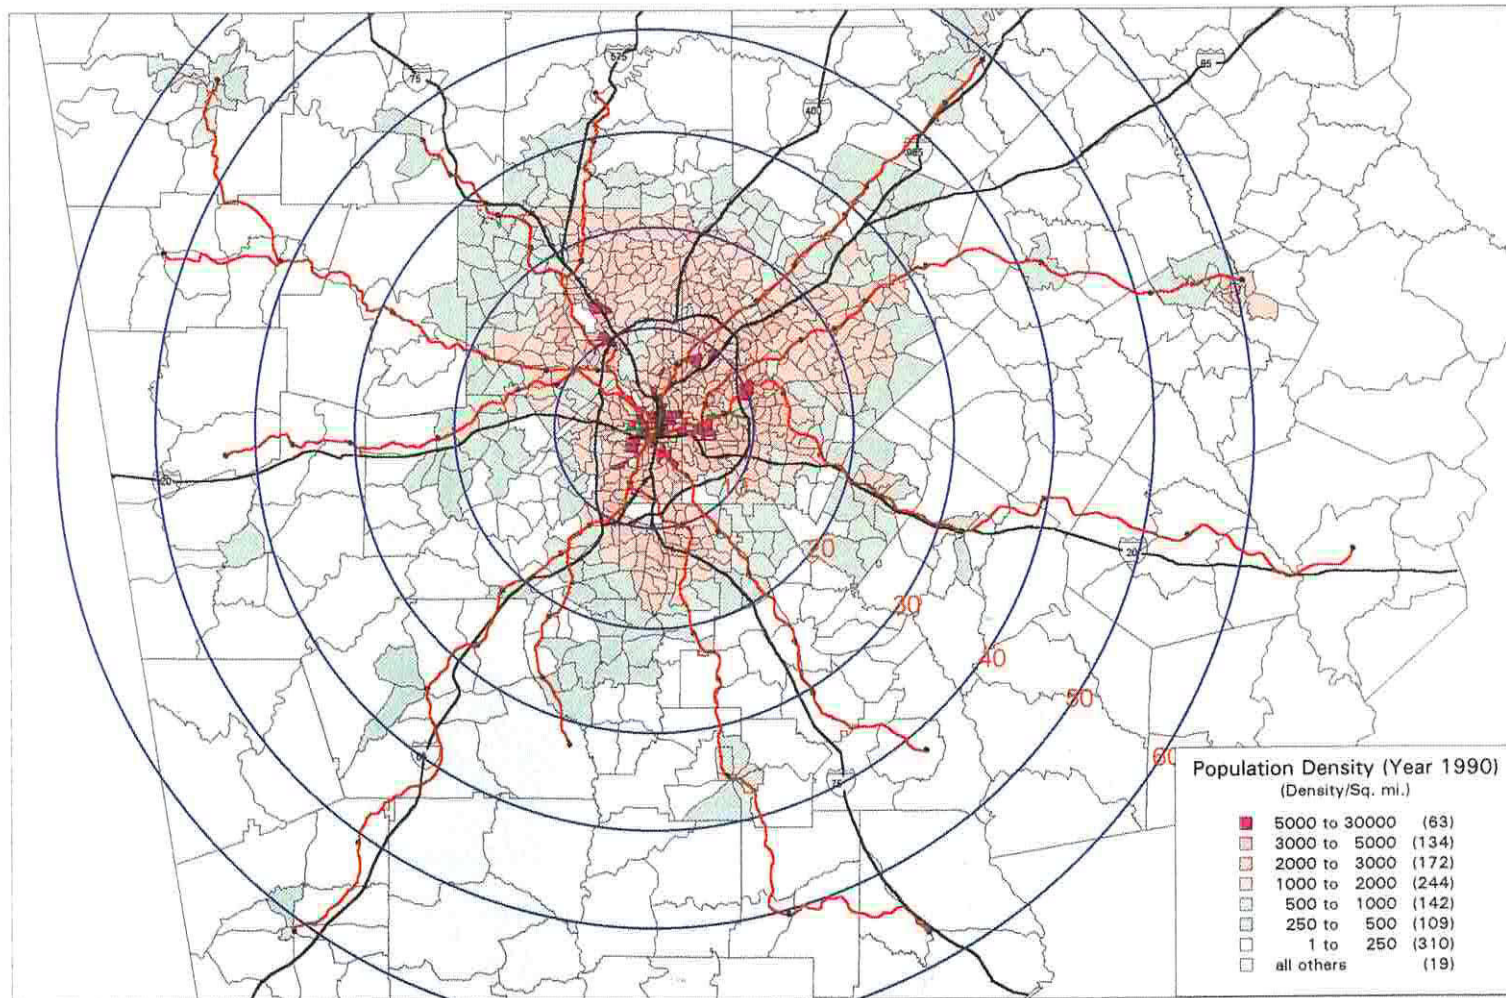 575
75
85
400
985
20
20
20
30
40
50
60
85
75
Population Density (Year 1990)
(Density/Sq. mi.)
5000 to 30000 (63)
3000 to 5000 (134)
2000 to 3000 (172)
1000 to 2000 (244)
500 to 1000 (142)
250 to 500 (109)
1 to 250 (310)
all others (19)